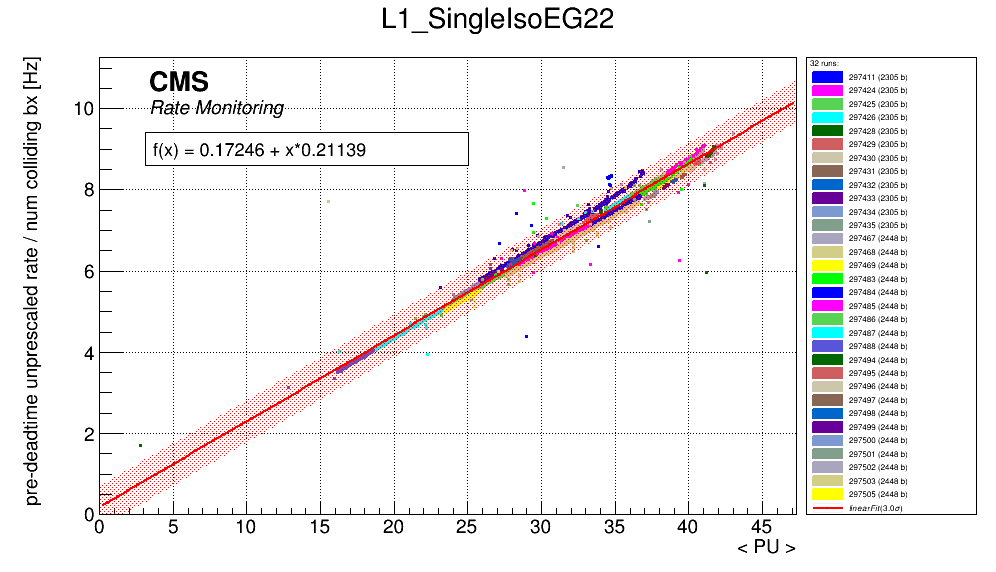 L1_SingleIsoEG22
pre-deadtime unprescaled rate / num colliding bx [Hz]
CMS
Rate Monitoring
f(x) = 0.17246 + x*0.21139
10
8
6
4
2
0
0 5 10 15 20 25 30 35 40 45
< PU >
32 runs:
297411 (2305 b)
297424 (2305 b)
297425 (2305 b)
297426 (2305 b)
297428 (2305 b)
297429 (2305 b)
297430 (2305 b)
297431 (2305 b)
297432 (2305 b)
297433 (2305 b)
297434 (2305 b)
297435 (2305 b)
297467 (2448 b)
297468 (2448 b)
297469 (2448 b)
297483 (2448 b)
297484 (2448 b)
297485 (2448 b)
297486 (2448 b)
297487 (2448 b)
297488 (2448 b)
297494 (2448 b)
297495 (2448 b)
297496 (2448 b)
297497 (2448 b)
297498 (2448 b)
297499 (2448 b)
297500 (2448 b)
297501 (2448 b)
297502 (2448 b)
297503 (2448 b)
297505 (2448 b)
linearFit(3.0σ)